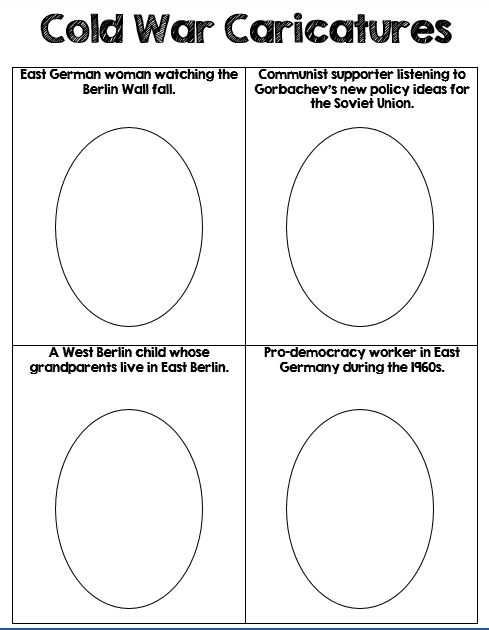 Cold War Caricatures
East German woman watching the
Berlin Wall fall.
Communist supporter listening to
Gorbachev's new policy ideas for
the Soviet Union.
A West Berlin child whose
grandparents live in East Berlin.
Pro-democracy worker in East
Germany during the 1960s.